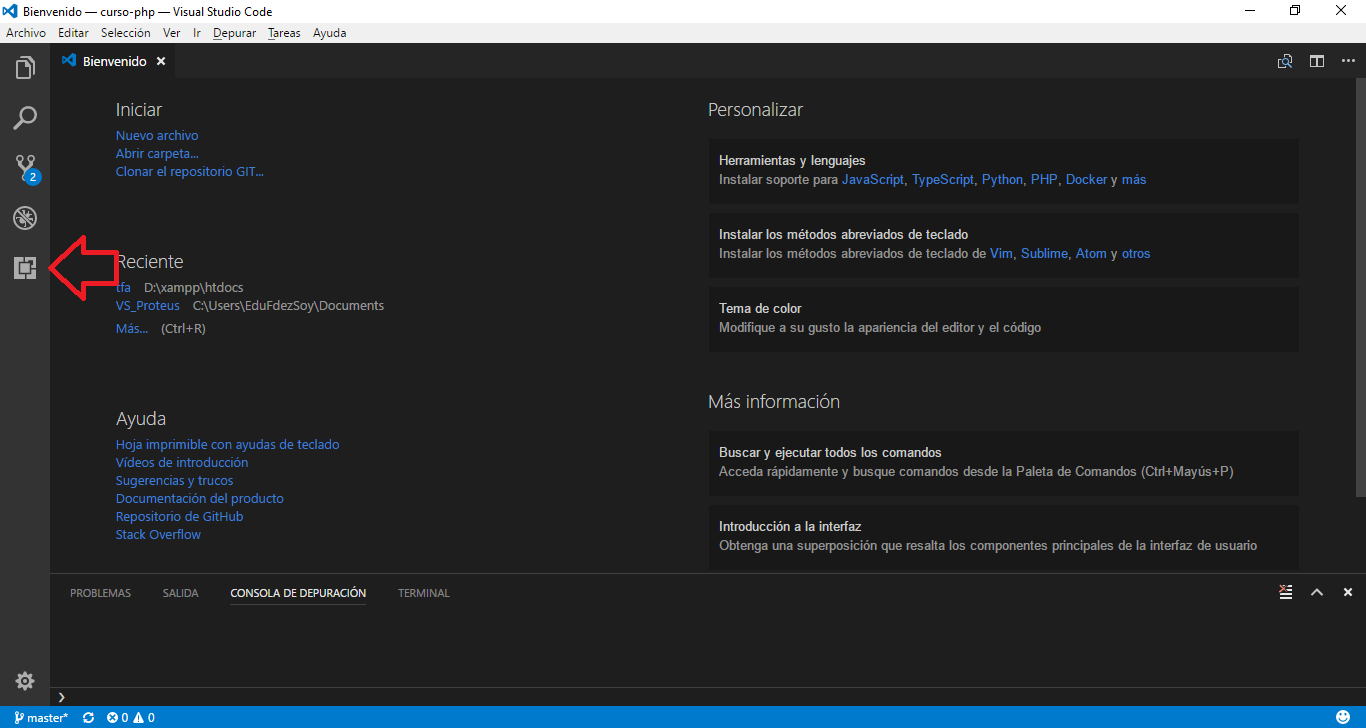 Bienvenido — curso-php — Visual Studio Code
Archivo Editar Selección Ver Ir Depurar Tareas Ayuda
Bienvenido
2
Iniciar
Nuevo archivo
Abrir carpeta...
Clonar el repositorio GIT...
Reciente
tfa D:\xampp\htdocs
VS_Proteus C:\Users\EduFdezSoy\Documents
Más... (Ctrl+R)
Ayuda
Hoja imprimible con ayudas de teclado
Vídeos de introducción
Sugerencias y trucos
Documentación del producto
Repositorio de GitHub
Stack Overflow
Personalizar
Herramientas y lenguajes
Instalar soporte para JavaScript, TypeScript, Python, PHP, Docker y más
Instalar los métodos abreviados de teclado
Instalar los métodos abreviados de teclado de Vim, Sublime, Atom y otros
Tema de color
Modifique a su gusto la apariencia del editor y el código
Más información
Buscar y ejecutar todos los comandos
Acceda rápidamente y busque comandos desde la Paleta de Comandos (Ctrl+Mayús+P)
Introducción a la interfaz
Obtenga una superposición que resalta los componentes principales de la interfaz de usuario
PROBLEMAS SALIDA CONSOLA DE DEPURACIÓN TERMINAL
master* 0 0